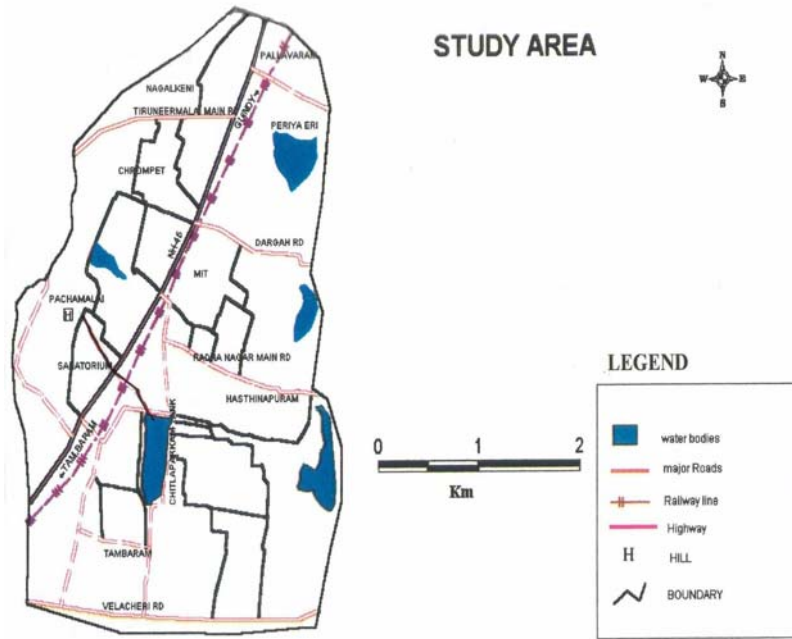 STUDY AREA
N
W E
S
PALLAVARAM
NAGALKENI
TIRUNEERMALAI MAIN RD
GUINDY
PERIYA ERI
CHROMPET
NH-45
DARGAH RD
MIT
PACHAMALAI
H
RADHA NAGAR MAIN RD
SANATORIUM
HASTHINAPURAM
CHITLAPAKKAM TANK
TAMBARAM
TAMBARAM
VELACHERI RD
0 1 2
Km
LEGEND
water bodies
major Roads
Railway line
Highway
H HILL
BOUNDARY